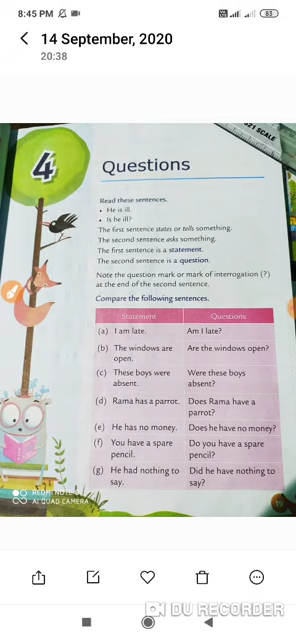 8:45 PM
83
14 September, 2020
20:38
21 SCALE
4
Questions
Read these sentences.
• He is ill.
• Is he ill?
The first sentence states or tells something.
The second sentence asks something.
The first sentence is a statement.
The second sentence is a question.
Note the question mark or mark of interrogation (?)
at the end of the second sentence.
Compare the following sentences.
Statement Questions
(a) I am late. Am I late?
(b) The windows are Are the windows open?
open.
(c) These boys were Were these boys
absent. absent?
(d) Rama has a parrot. Does Rama have a
parrot?
(e) He has no money. Does he have no money?
(f) You have a spare Do you have a spare
pencil. pencil?
(g) He had nothing to Did he have nothing to
say. say?
REDMI NOTE
AI QUAD CAMERA
DU RECORDER